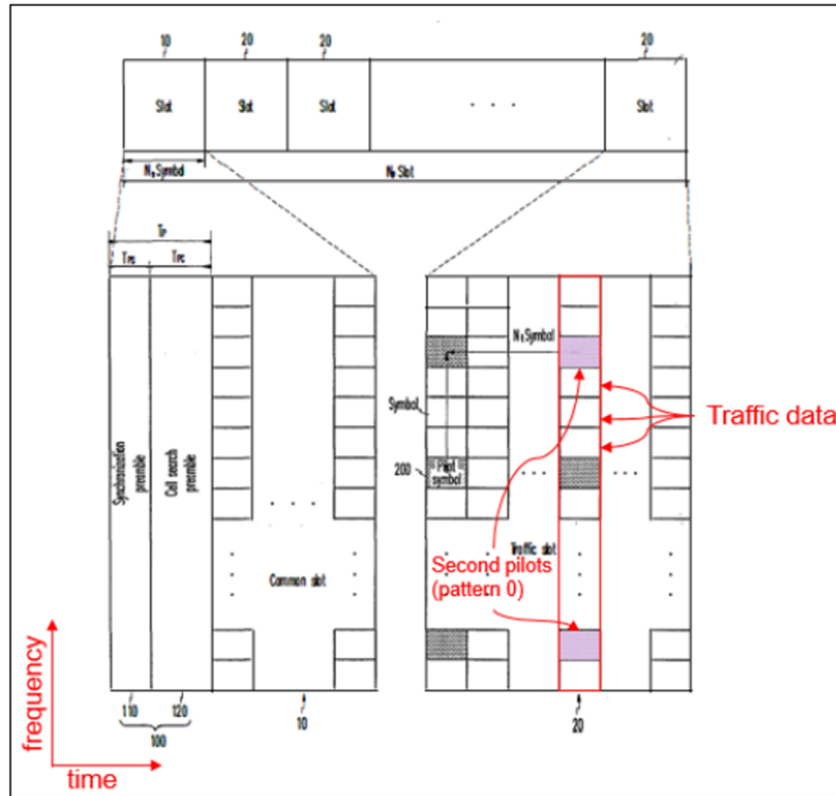 10 20 20 20
Slot Slot Slot . . . Slot
N₈ Symbol
Nₚ Slot
Tₚ
Tₚₛ Tₚc
N₁ Symbol
Symbol
Traffic data
200
Pilot
symbol
Synchronization
preamble
Cell search
preamble
Traffic slot
Second pilots
(pattern 0)
Common slot
110 120
100
10
20
frequency
time